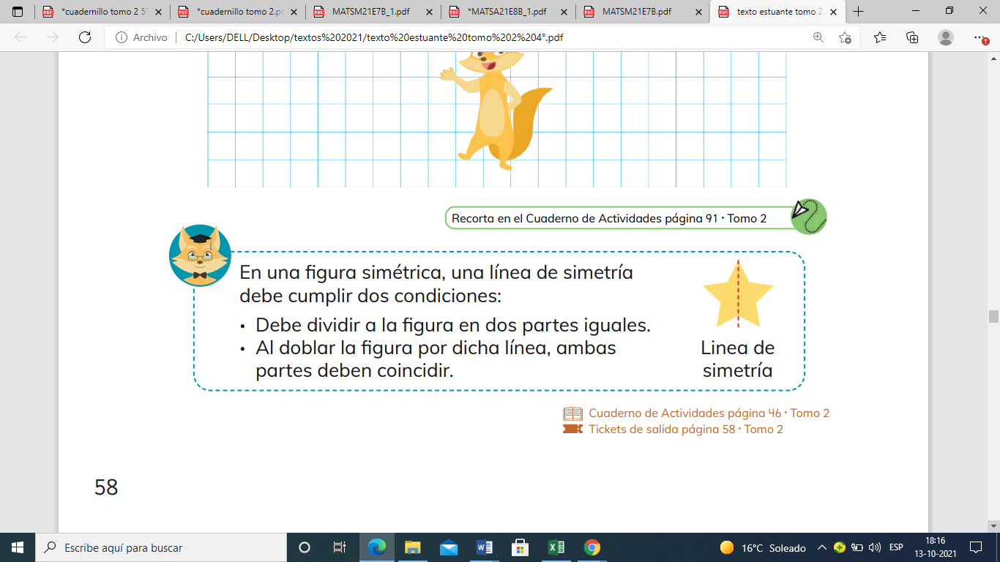 *cuadernillo tomo 2 5°
*cuadernillo tomo 2.pd
MATSM21E7B_1.pdf
*MATSA21E8B_1.pdf
MATSM21E7B.pdf
texto estuante tomo 2
Archivo
C:/Users/DELL/Desktop/textos%202021/texto%20estuante%20tomo%202%204°.pdf
Recorta en el Cuaderno de Actividades página 91 • Tomo 2
En una figura simétrica, una línea de simetría
debe cumplir dos condiciones:
• Debe dividir a la figura en dos partes iguales.
• Al doblar la figura por dicha línea, ambas
partes deben coincidir.
Linea de
simetría
Cuaderno de Actividades página 46 • Tomo 2
Tickets de salida página 58 • Tomo 2
58
Escribe aquí para buscar
16°C Soleado
ESP
18:16
13-10-2021